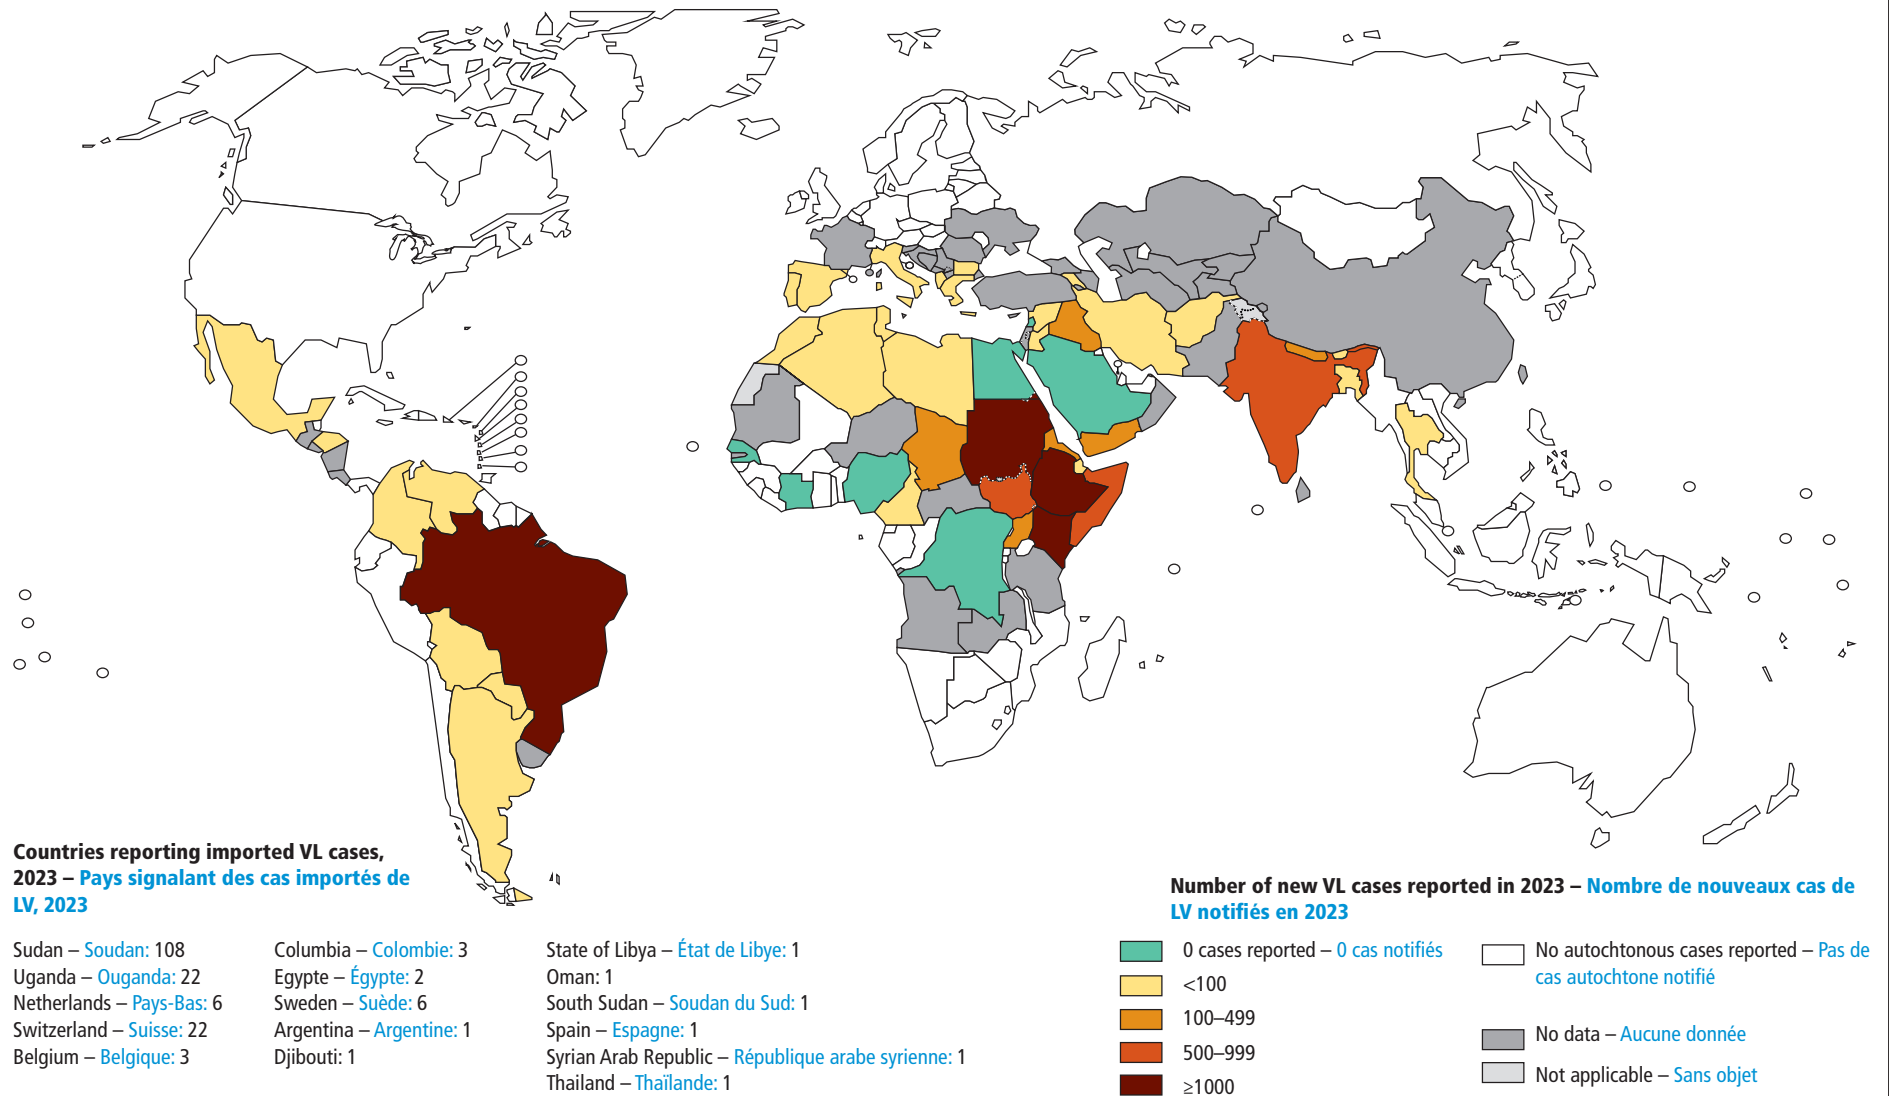 Countries reporting imported VL cases,
2023 – Pays signalant des cas importés de
LV, 2023
Sudan – Soudan: 108
Uganda – Ouganda: 22
Netherlands – Pays-Bas: 6
Switzerland – Suisse: 22
Belgium – Belgique: 3
Columbia – Colombie: 3
Egypte – Égypte: 2
Sweden – Suède: 6
Argentina – Argentine: 1
Djibouti: 1
State of Libya – État de Libye: 1
Oman: 1
South Sudan – Soudan du Sud: 1
Spain – Espagne: 1
Syrian Arab Republic – République arabe syrienne: 1
Thailand – Thaïlande: 1
Number of new VL cases reported in 2023 – Nombre de nouveaux cas de
LV notifiés en 2023
0 cases reported – 0 cas notifiés
<100
100–499
500–999
≥1000
No autochtonous cases reported – Pas de
cas autochtone notifié
No data – Aucune donnée
Not applicable – Sans objet